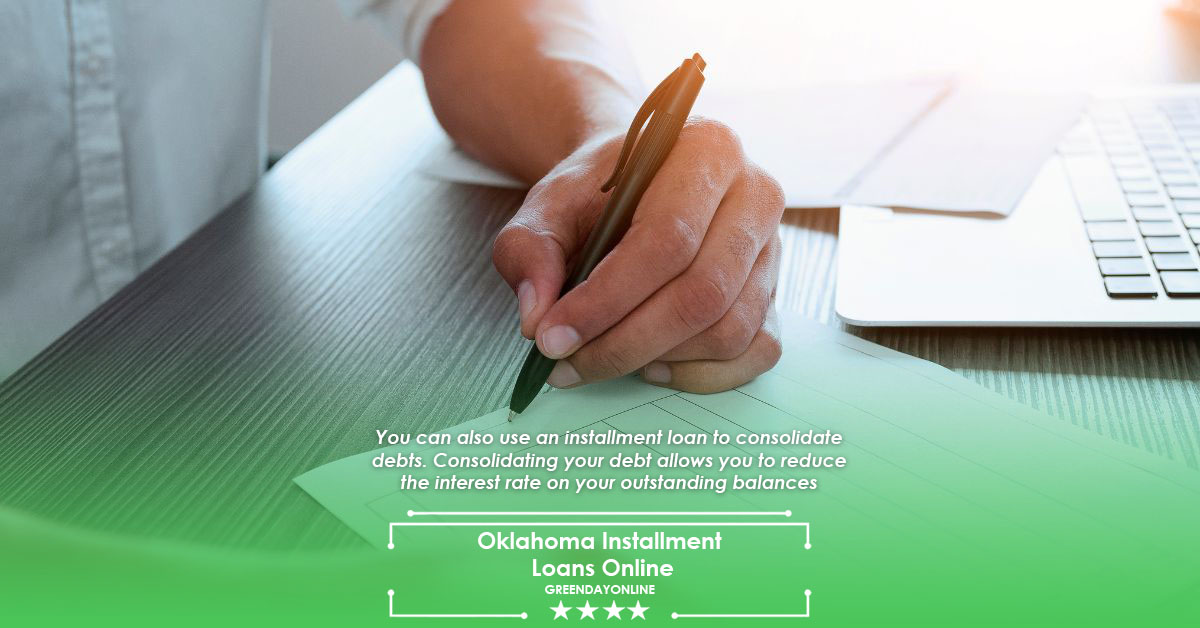 You can also use an installment loan to consolidate
debts. Consolidating your debt allows you to reduce
the interest rate on your outstanding balances
Oklahoma Installment
Loans Online
GREENDAYONLINE